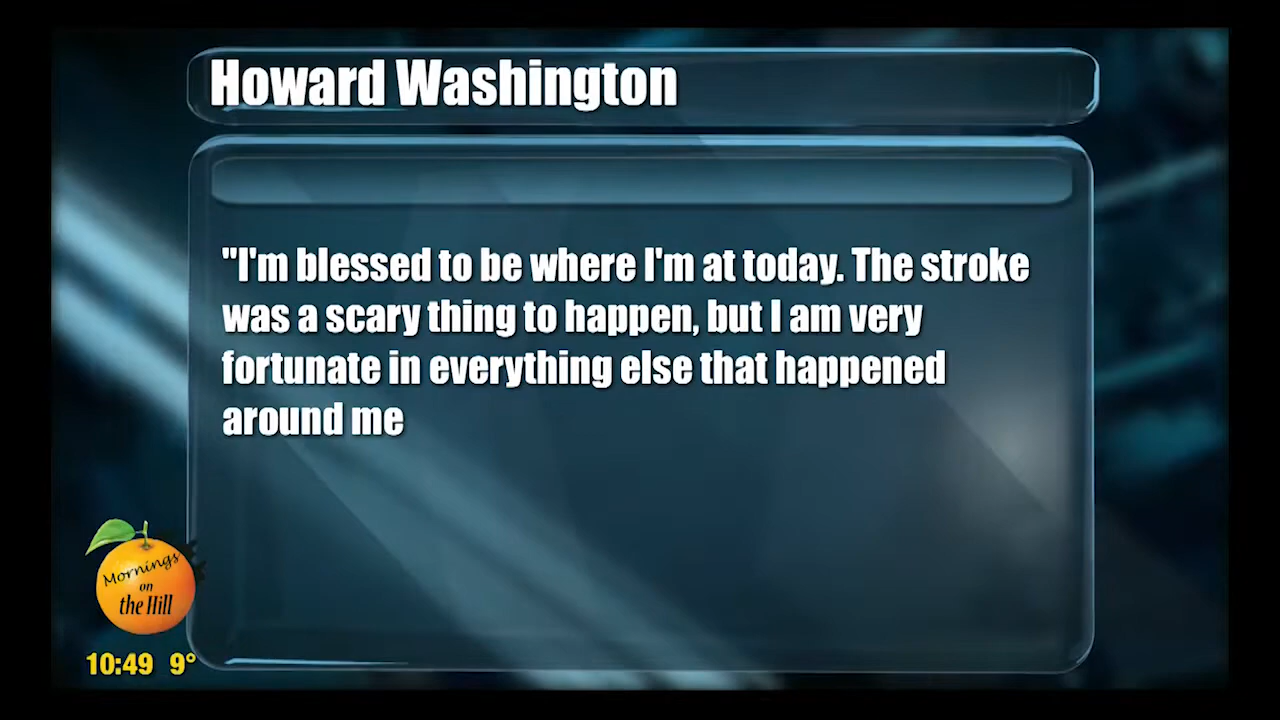 Howard Washington
"I'm blessed to be where I'm at today. The stroke
was a scary thing to happen, but I am very
fortunate in everything else that happened
around me
Mornings
on
the Hill
10:49 9°